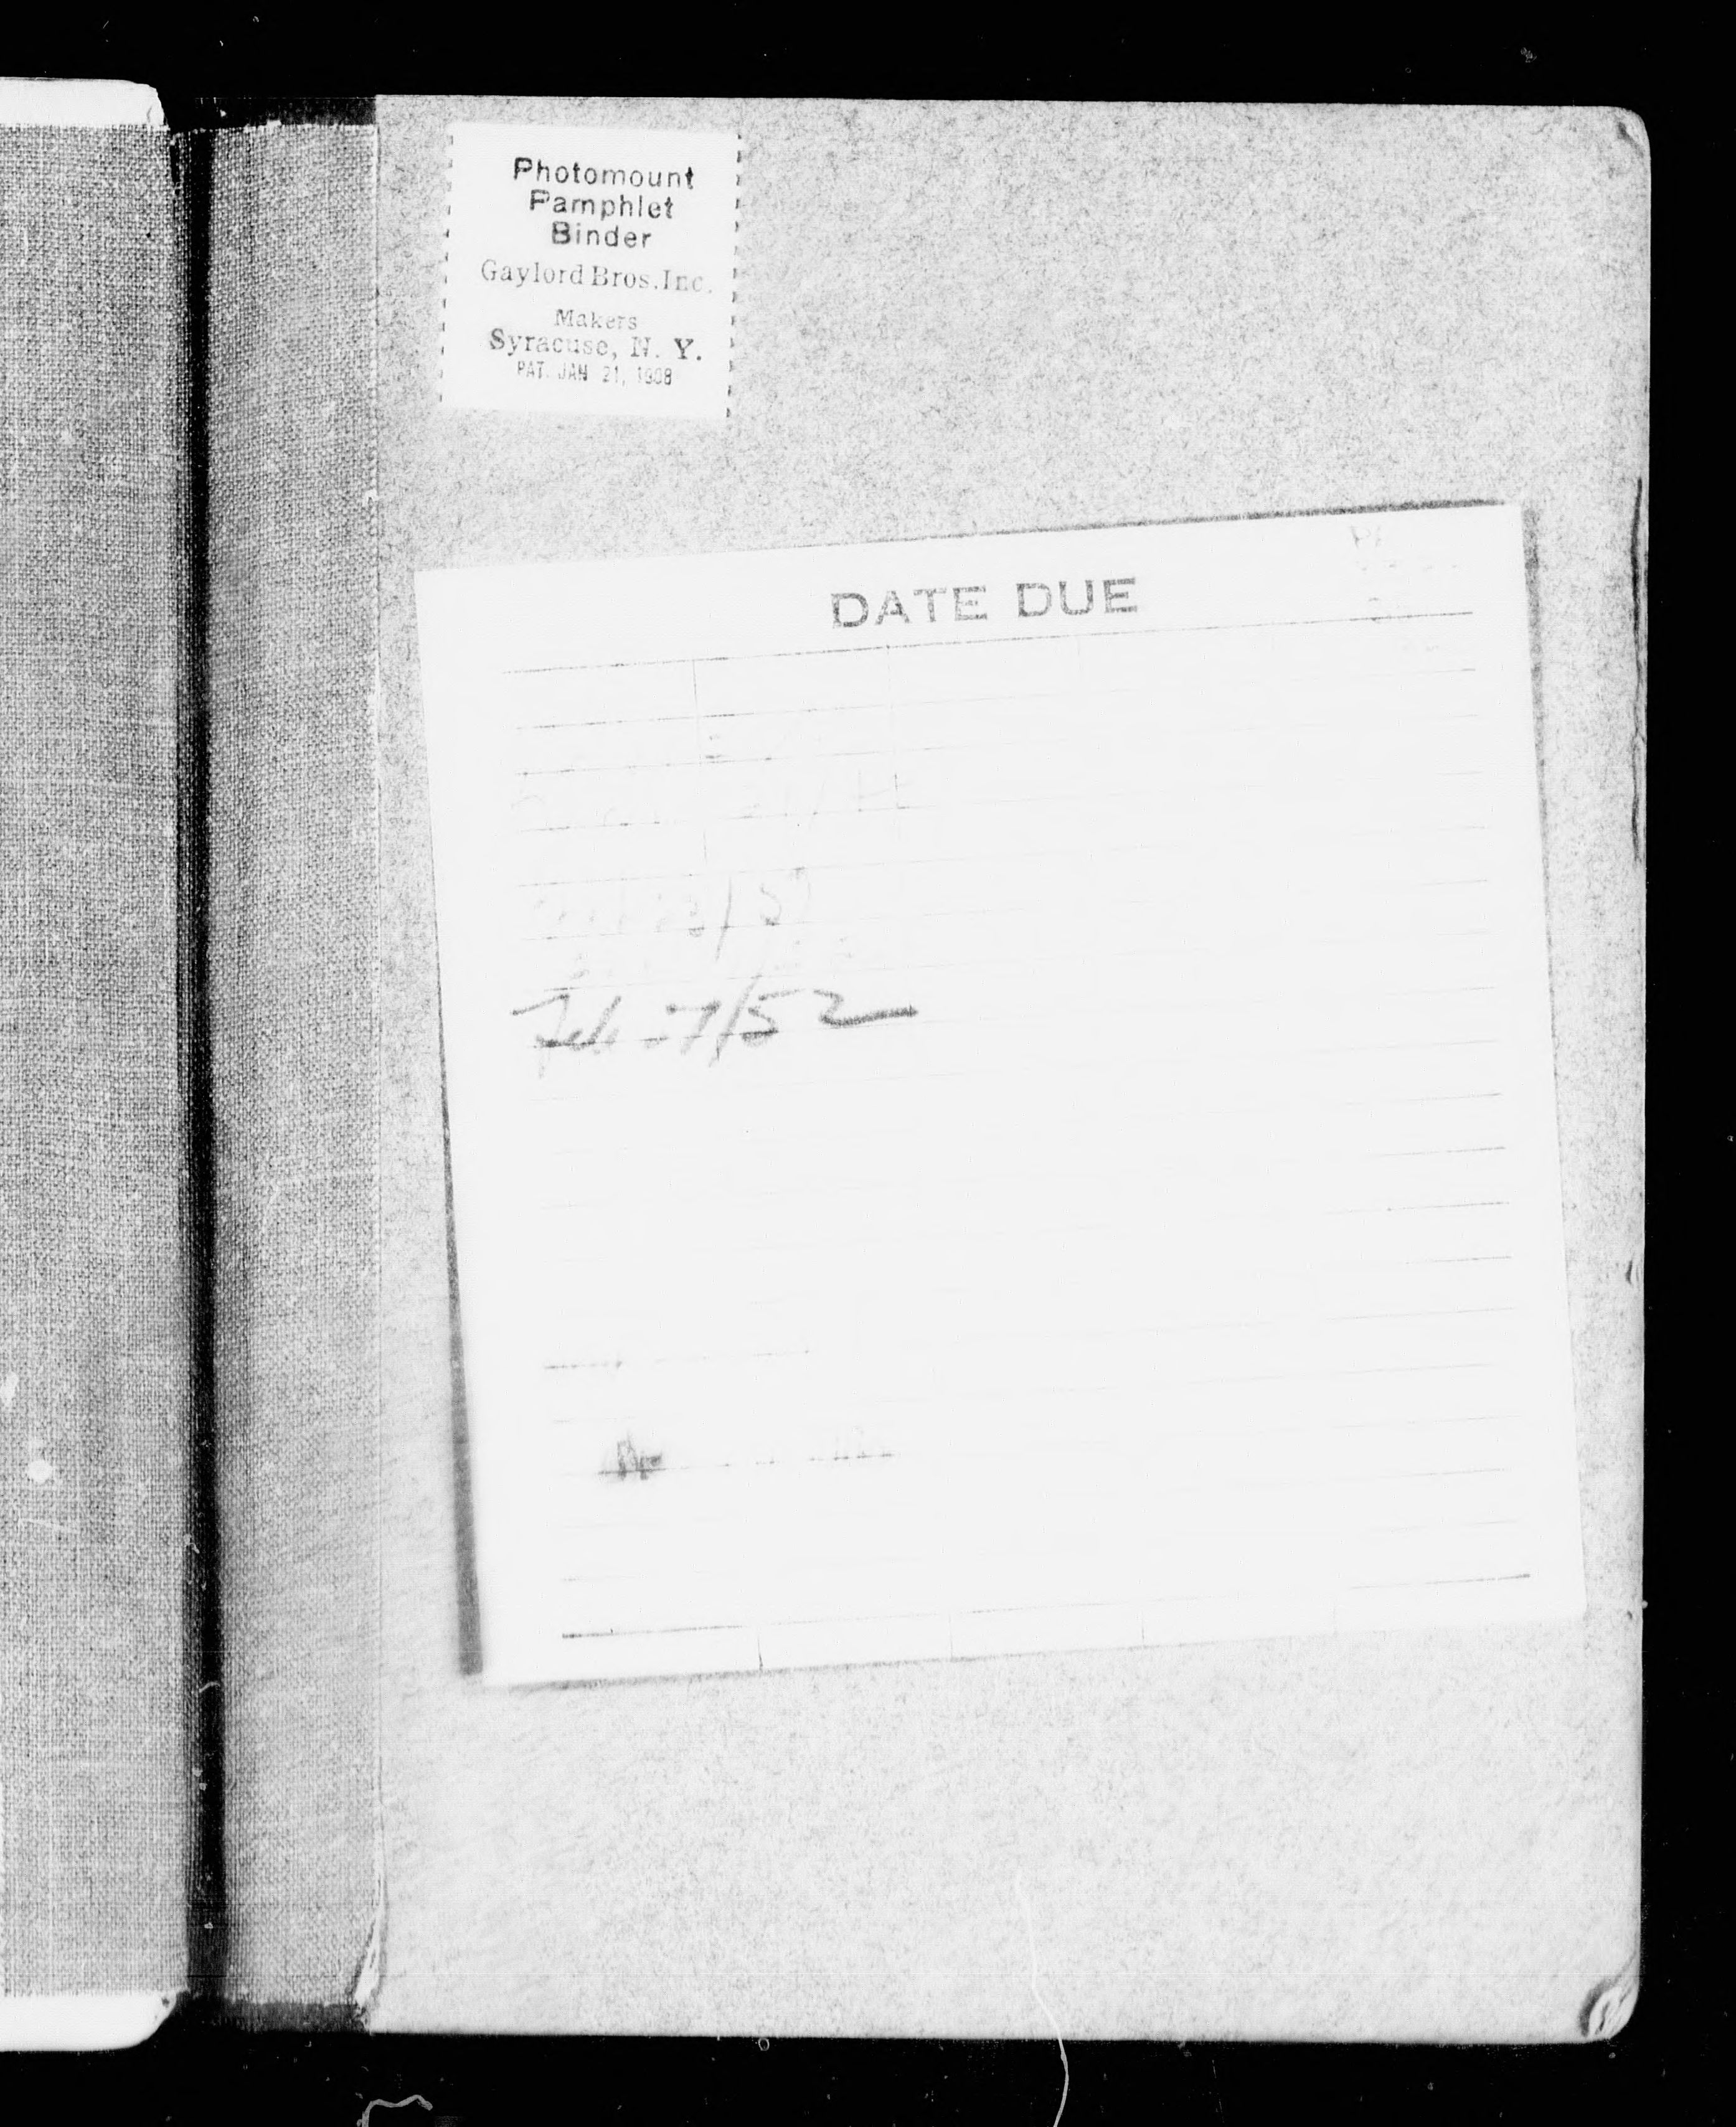 Photomount
Pamphlet
Binder
Gaylord Bros. Inc.
Makers
Syracuse, N. Y.
PAT. JAN 21, 1908
DATE DUE
Feb 27/52